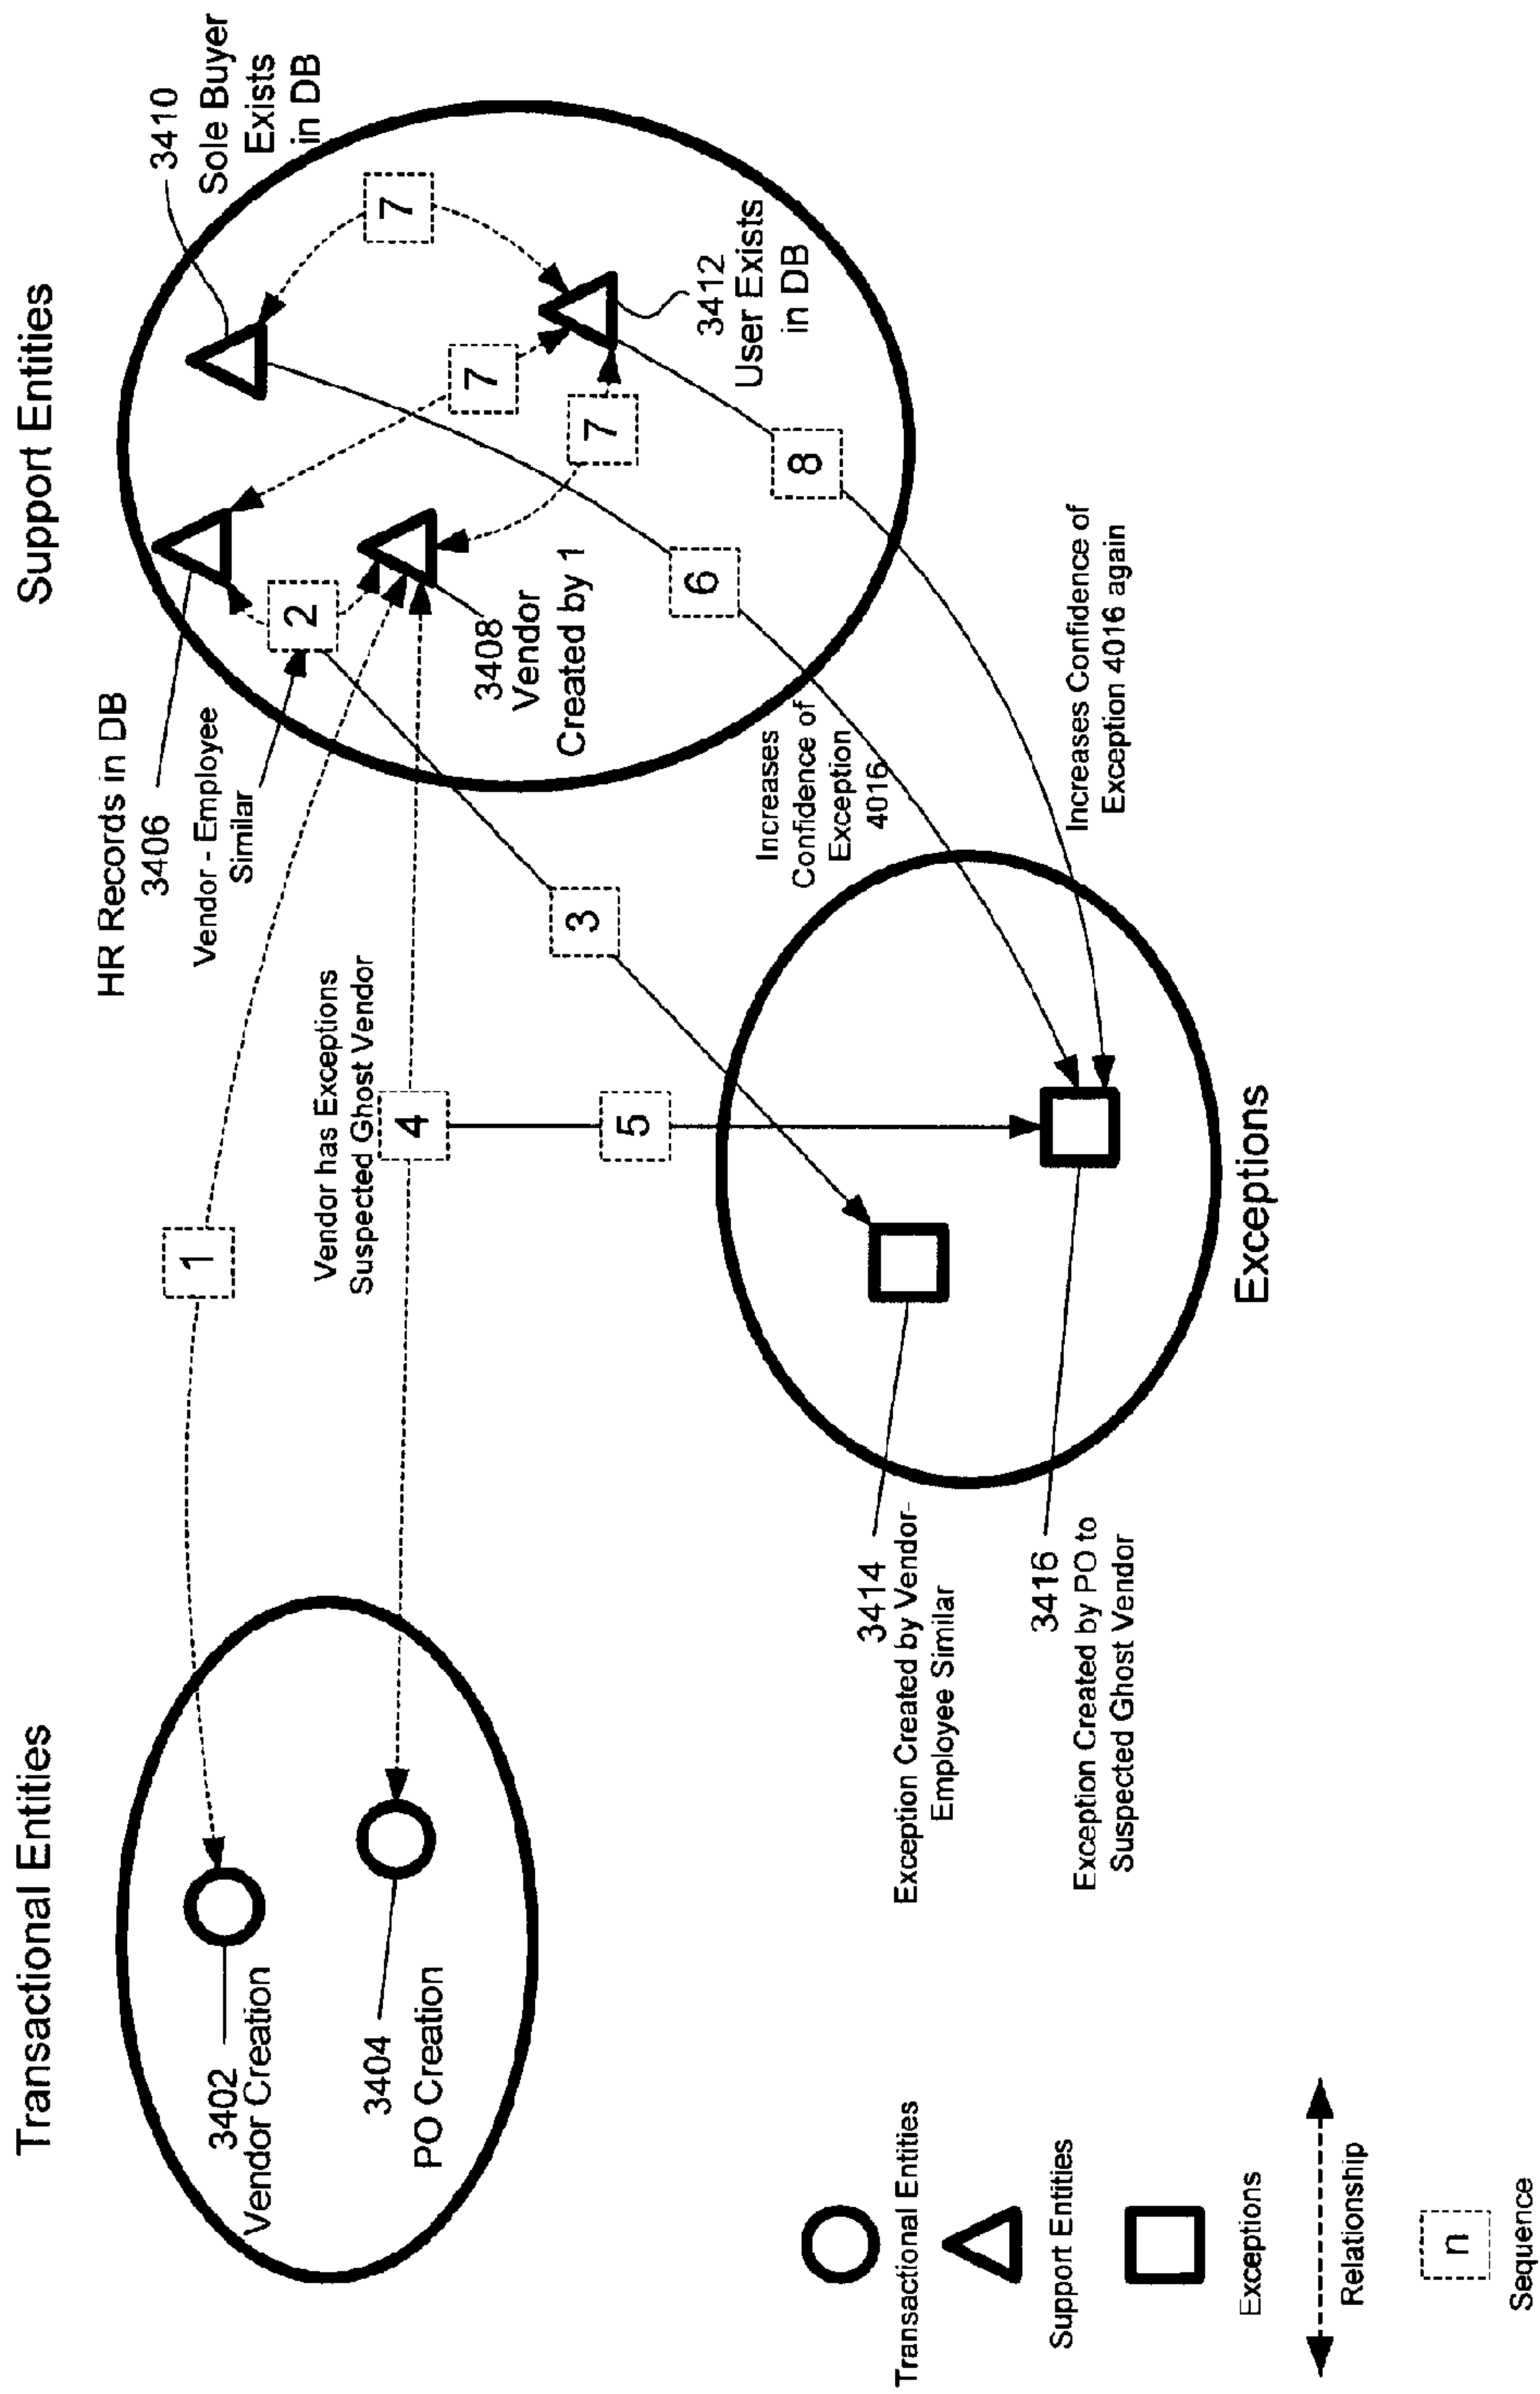 Transactional Entities
Support Entities
3402
Vendor Creation
3404
PO Creation
1
Vendor has Exceptions
Suspected Ghost Vendor
4
5
HR Records in DB
3406
Vendor - Employee
Similar
2
3
3408
Vendor
Created by 1
3410
Sole Buyer
Exists
in DB
7
7
7
3412
User Exists
in DB
6
8
Increases
Confidence of
Exception
4016
Increases Confidence of
Exception 4016 again
3414
Exception Created by Vendor-
Employee Similar
3416
Exception Created by PO to
Suspected Ghost Vendor
Exceptions
Transactional Entities
Support Entities
Exceptions
Relationship
n
Sequence